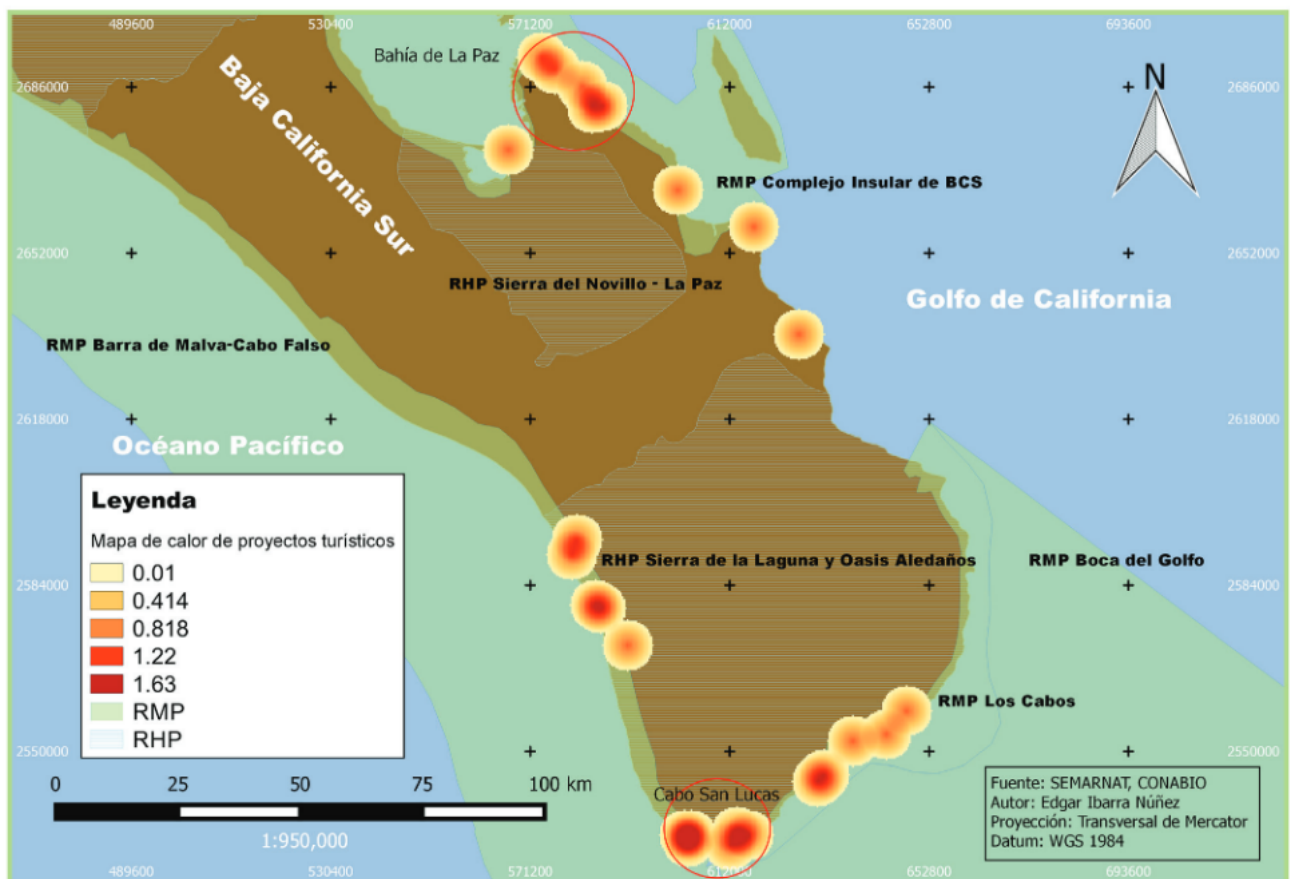 489600 530400 571200 612000 652800 693600
Bahía de La Paz
N
2686000 2686000
Baja California Sur
RMP Complejo Insular de BCS
2652000 2652000
RHP Sierra del Novillo - La Paz
Golfo de California
RMP Barra de Malva-Cabo Falso
2618000 2618000
Océano Pacífico
Leyenda
Mapa de calor de proyectos turísticos
0.01
0.414
0.818
1.22
1.63
RMP
RHP
RHP Sierra de la Laguna y Oasis Aledaños
RMP Boca del Golfo
2584000 2584000
RMP Los Cabos
2550000 2550000
0 25 50 75 100 km
1:950,000
Cabo San Lucas
Fuente: SEMARNAT, CONABIO
Autor: Edgar Ibarra Núñez
Proyección: Transversal de Mercator
Datum: WGS 1984
489600 530400 571200 612000 652800 693600